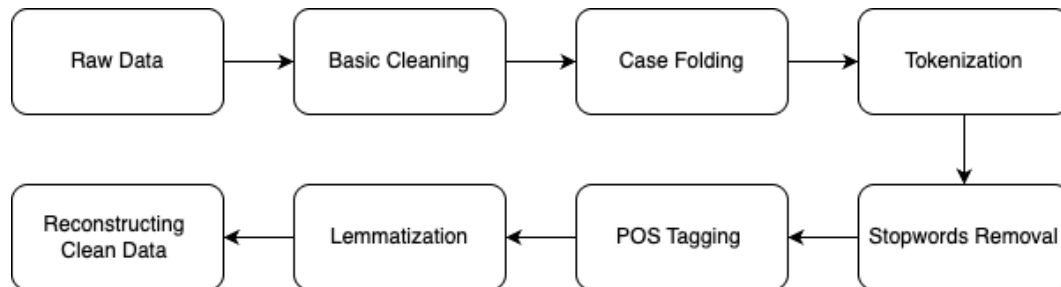 Raw Data
Basic Cleaning
Case Folding
Tokenization
Stopwords Removal
POS Tagging
Lemmatization
Reconstructing
Clean Data